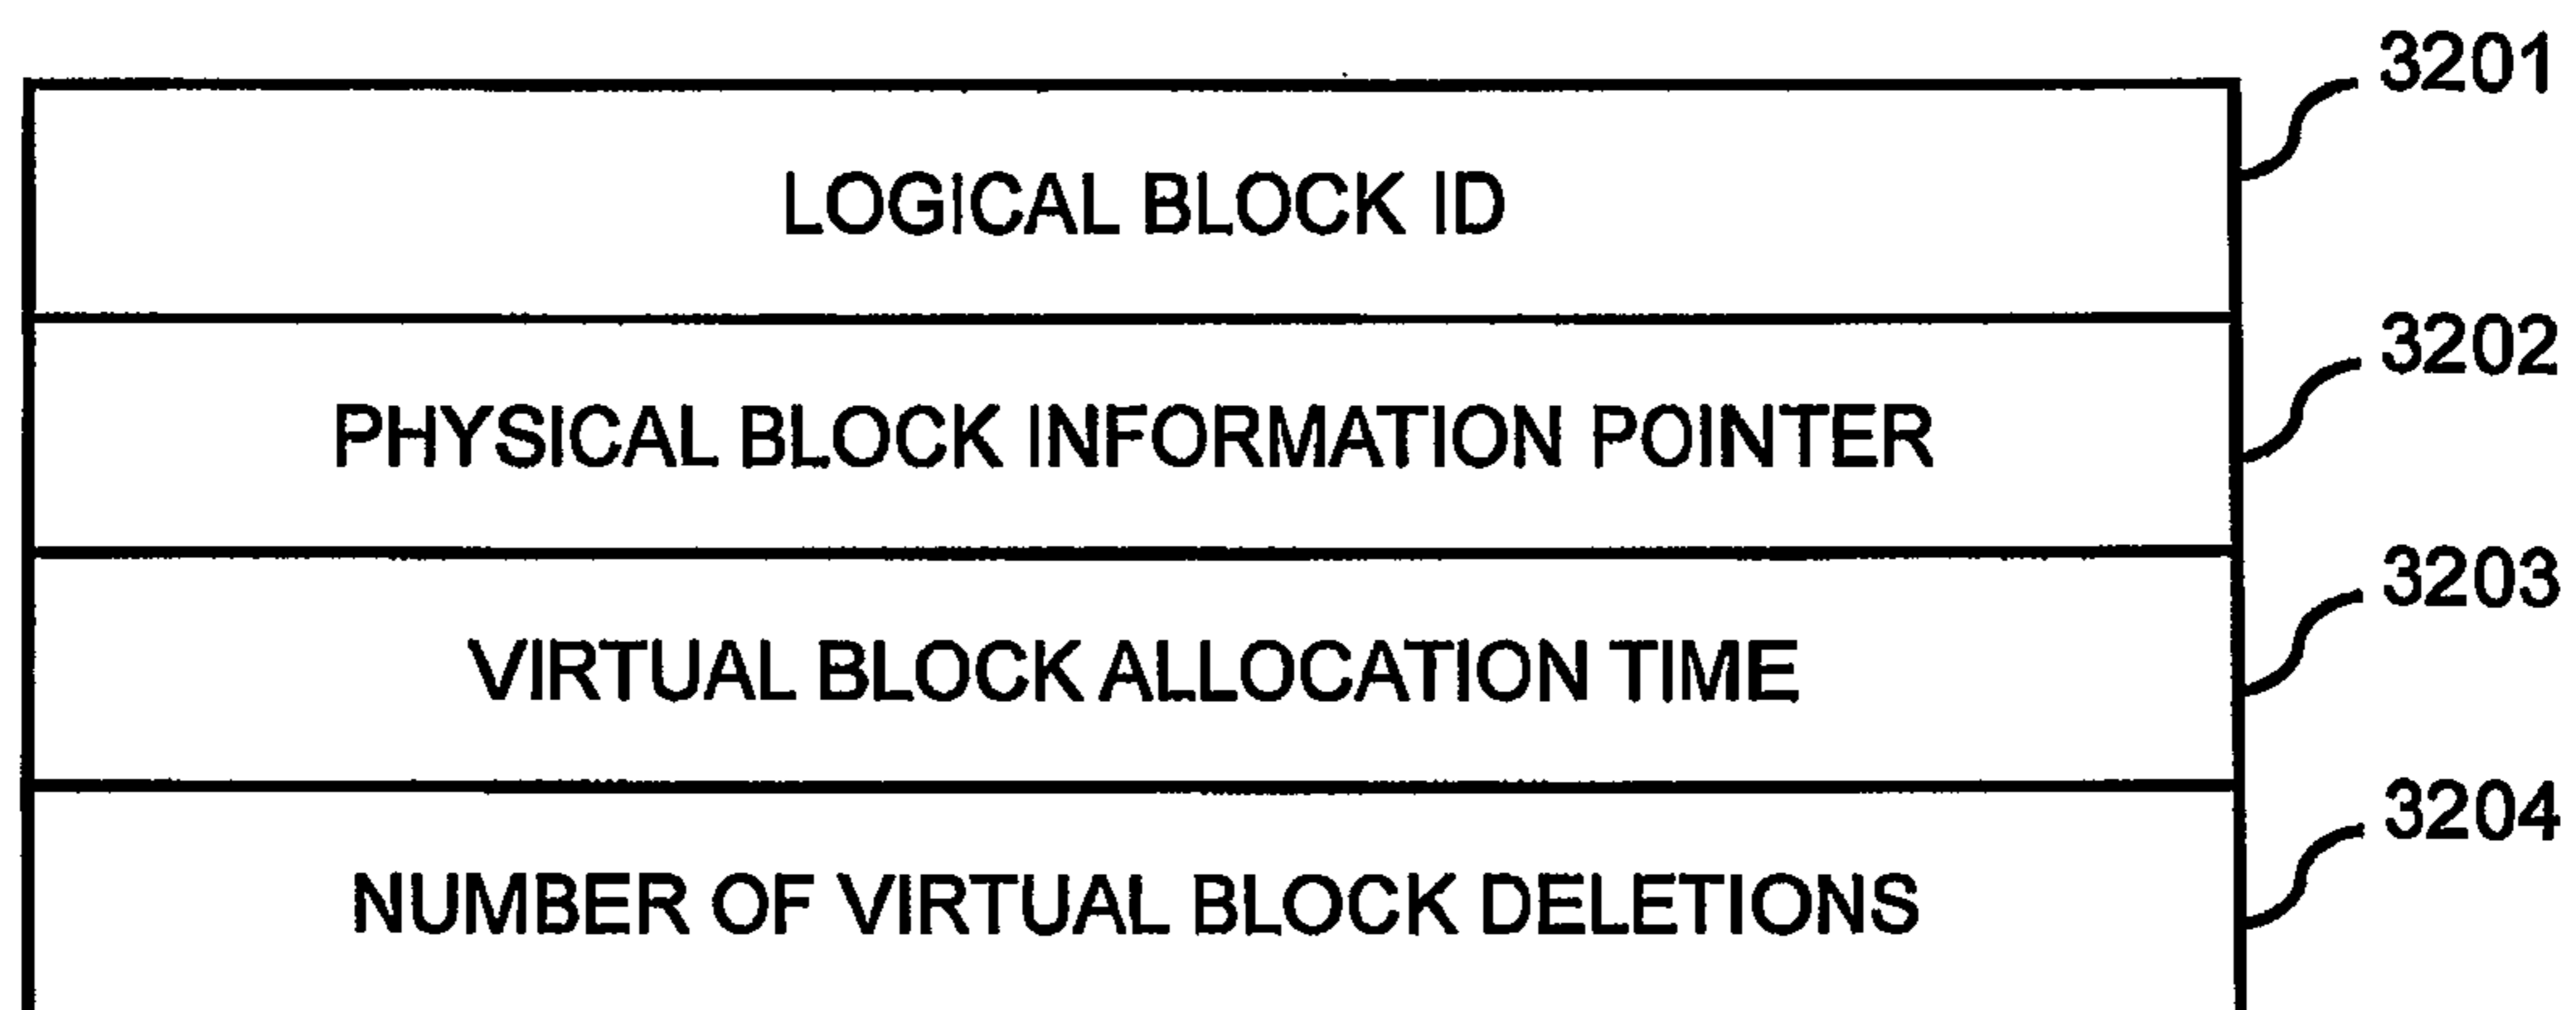 3201
LOGICAL BLOCK ID
3202
PHYSICAL BLOCK INFORMATION POINTER
3203
VIRTUAL BLOCK ALLOCATION TIME
3204
NUMBER OF VIRTUAL BLOCK DELETIONS